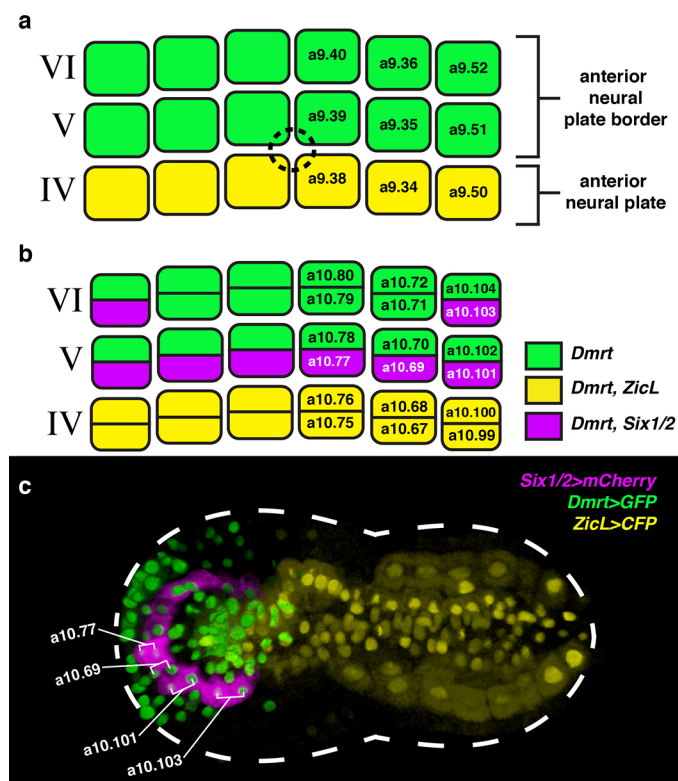 a
VI
a9.40
a9.36
a9.52
V
a9.39
a9.35
a9.51
IV
a9.38
a9.34
a9.50
anterior
neural
plate border
anterior
neural plate
b
VI
a10.80
a10.72
a10.104
a10.79
a10.71
a10.103
V
a10.78
a10.70
a10.102
a10.77
a10.69
a10.101
IV
a10.76
a10.68
a10.100
a10.75
a10.67
a10.99
Dmrt
Dmrt, ZicL
Dmrt, Six1/2
c
Six1/2>mCherry
Dmrt>GFP
ZicL>CFP
a10.77
a10.69
a10.101
a10.103